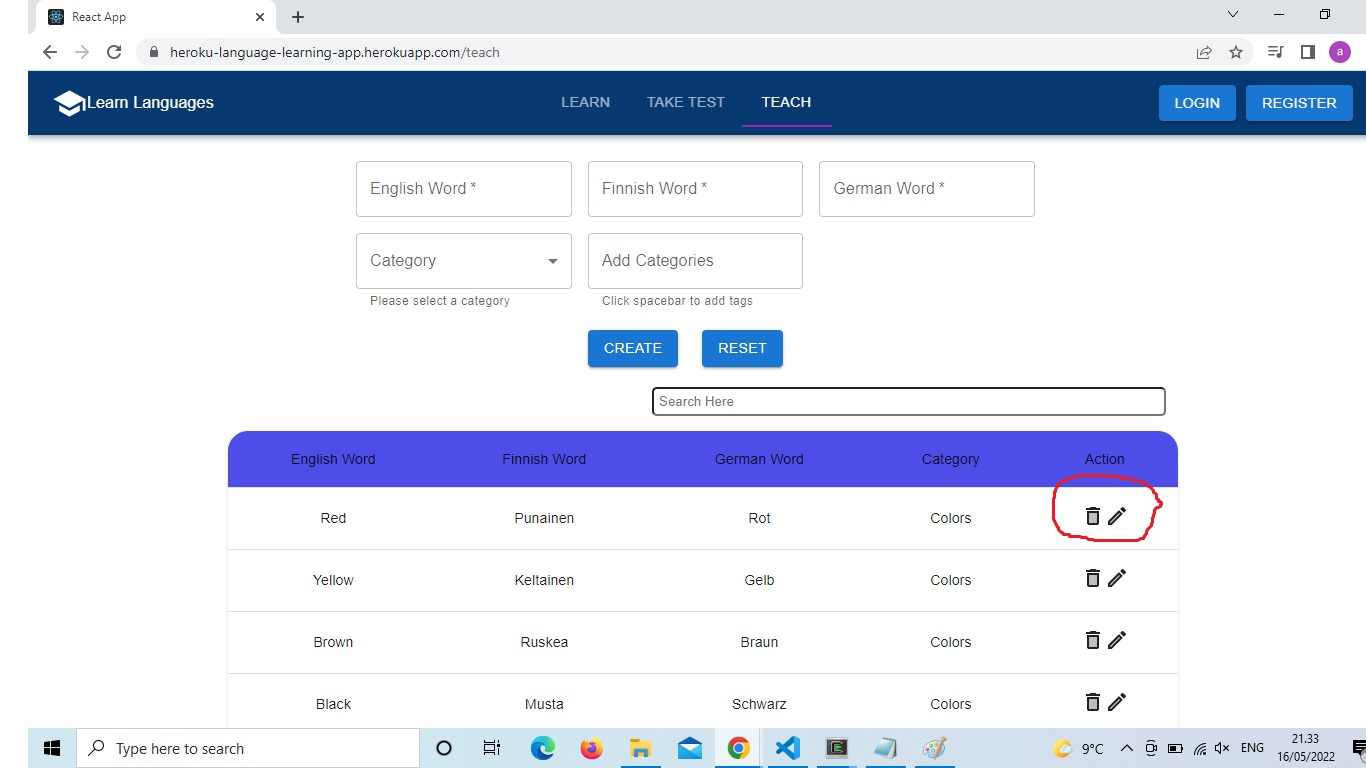 React App
heroku-language-learning-app.herokuapp.com/teach
a
Learn Languages LEARN TAKE TEST TEACH LOGIN REGISTER
English Word * Finnish Word * German Word *
Category Add Categories
Please select a category Click spacebar to add tags
CREATE RESET
Search Here
English Word Finnish Word German Word Category Action
Red Punainen Rot Colors
Yellow Keltainen Gelb Colors
Brown Ruskea Braun Colors
Black Musta Schwarz Colors
Type here to search 9°C ENG 21.33
16/05/2022